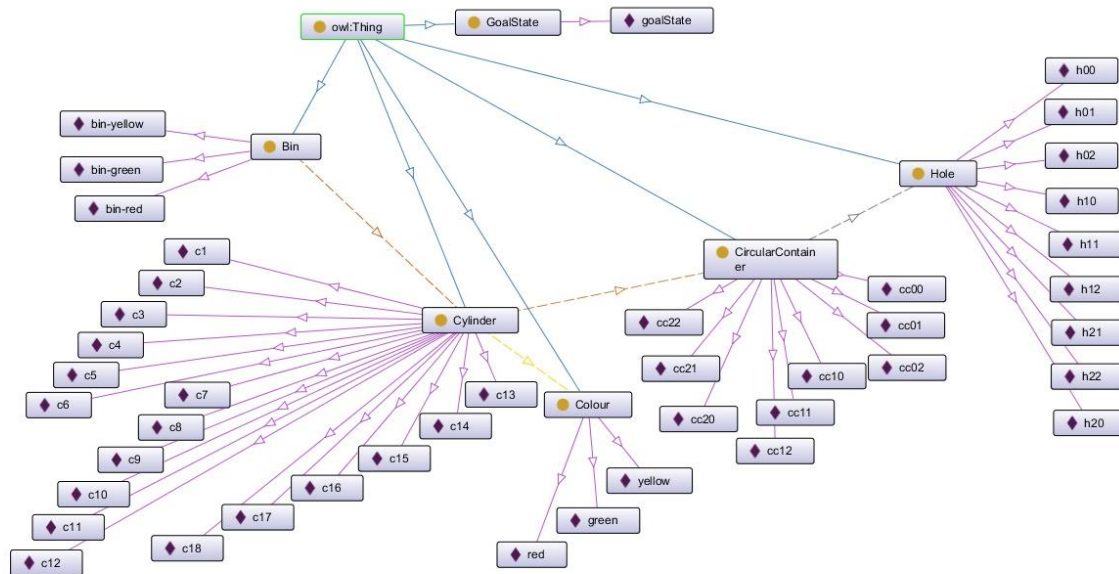 owl:Thing
GoalState
goalState
h00
h01
bin-yellow
Bin
h02
bin-green
Hole
h10
bin-red
h11
c1
CircularContain
er
c2
cc00
h12
c3
Cylinder
cc22
cc01
h21
c4
cc21
cc10
cc02
c5
h22
c7
c13
c6
Colour
cc20
cc11
h20
c8
c14
cc12
c9
c15
yellow
c10
c16
c11
c17
green
c12
c18
red